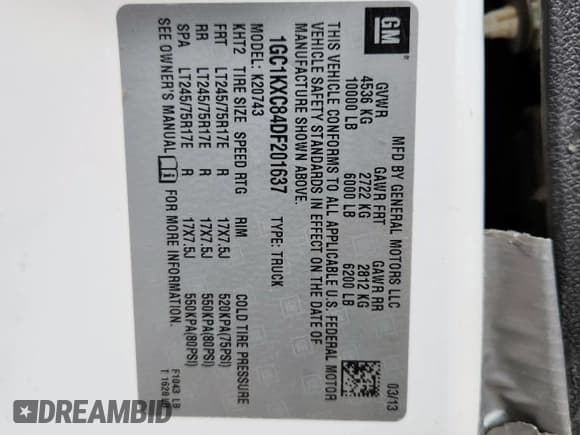 GM
MFD BY GENERAL MOTORS LLC 03/13
GVWR GAWR FRT GAWR RR
4536 KG 2722 KG 2812 KG
10000 LB 6000 LB 6200 LB
THIS VEHICLE CONFORMS TO ALL APPLICABLE U.S. FEDERAL MOTOR
VEHICLE SAFETY STANDARDS IN EFFECT ON THE DATE OF
MANUFACTURE SHOWN ABOVE.
1GC1KXC84DF201637 TYPE: TRUCK
MODEL: K20743
KHT2 TIRE SIZE SPEED RTG RIM COLD TIRE PRESSURE
FRT LT245/75R17E R 17X7.5J 520KPA(75PSI)
RR LT245/75R17E R 17X7.5J 550KPA(80PSI)
SPA LT245/75R17E R 17X7.5J 550KPA(80PSI)
SEE OWNER'S MANUAL FOR MORE INFORMATION.
F1043 LB
DREAMBID